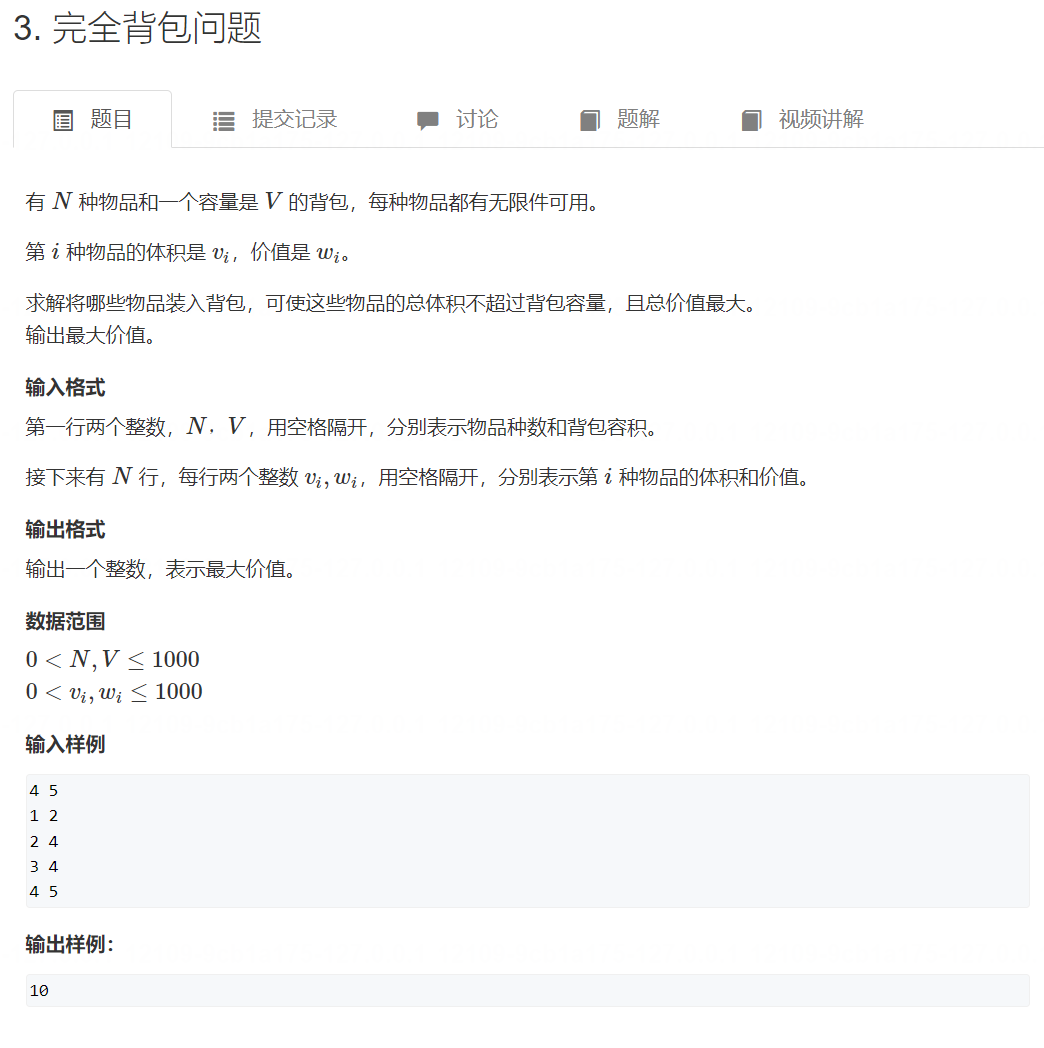 3. 完全背包问题
题目 提交记录 讨论 题解 视频讲解
有 N 种物品和一个容量是 V 的背包，每种物品都有无限件可用。
第 i 种物品的体积是 vᵢ，价值是 wᵢ。
求解将哪些物品装入背包，可使这些物品的总体积不超过背包容量，且总价值最大。
输出最大价值。
输入格式
第一行两个整数，N，V，用空格隔开，分别表示物品种数和背包容积。
接下来有 N 行，每行两个整数 vᵢ, wᵢ，用空格隔开，分别表示第 i 种物品的体积和价值。
输出格式
输出一个整数，表示最大价值。
数据范围
0 < N, V ≤ 1000
0 < vᵢ, wᵢ ≤ 1000
输入样例
4 5
1 2
2 4
3 4
4 5
输出样例：
10